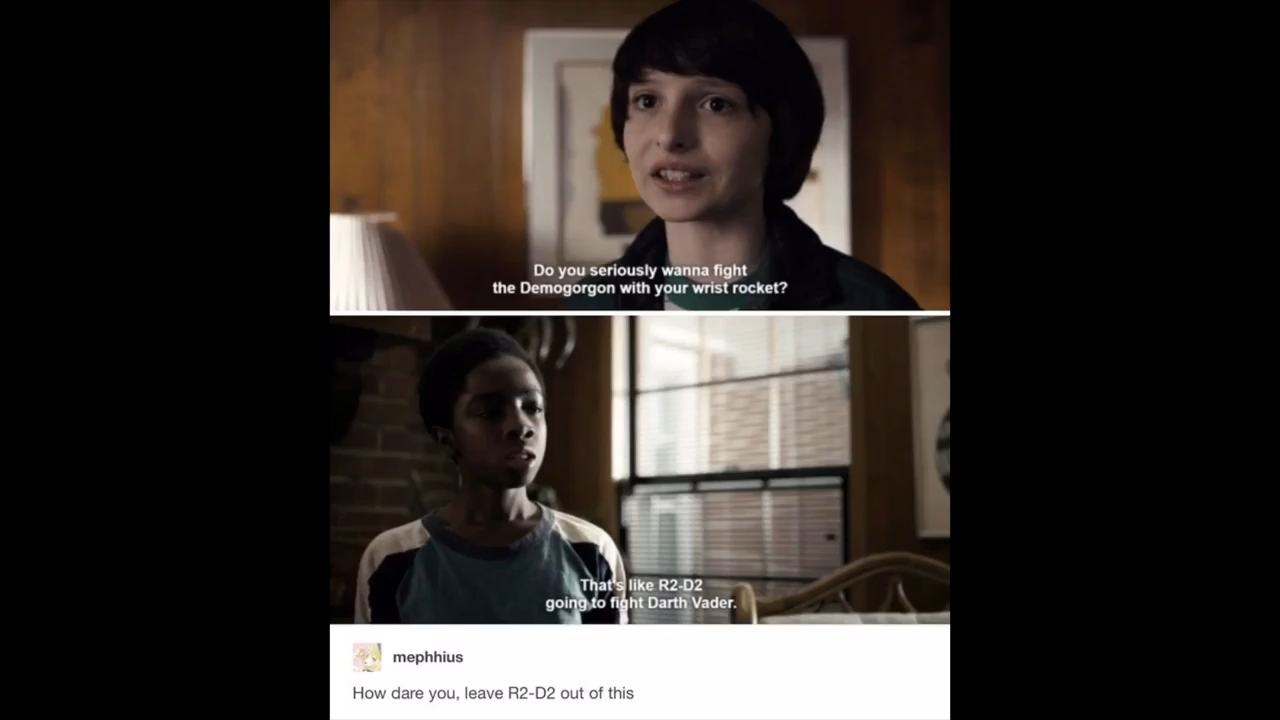 Do you seriously wanna fight
the Demogorgon with your wrist rocket?
That's like R2-D2
going to fight Darth Vader.
mephhius
How dare you, leave R2-D2 out of this